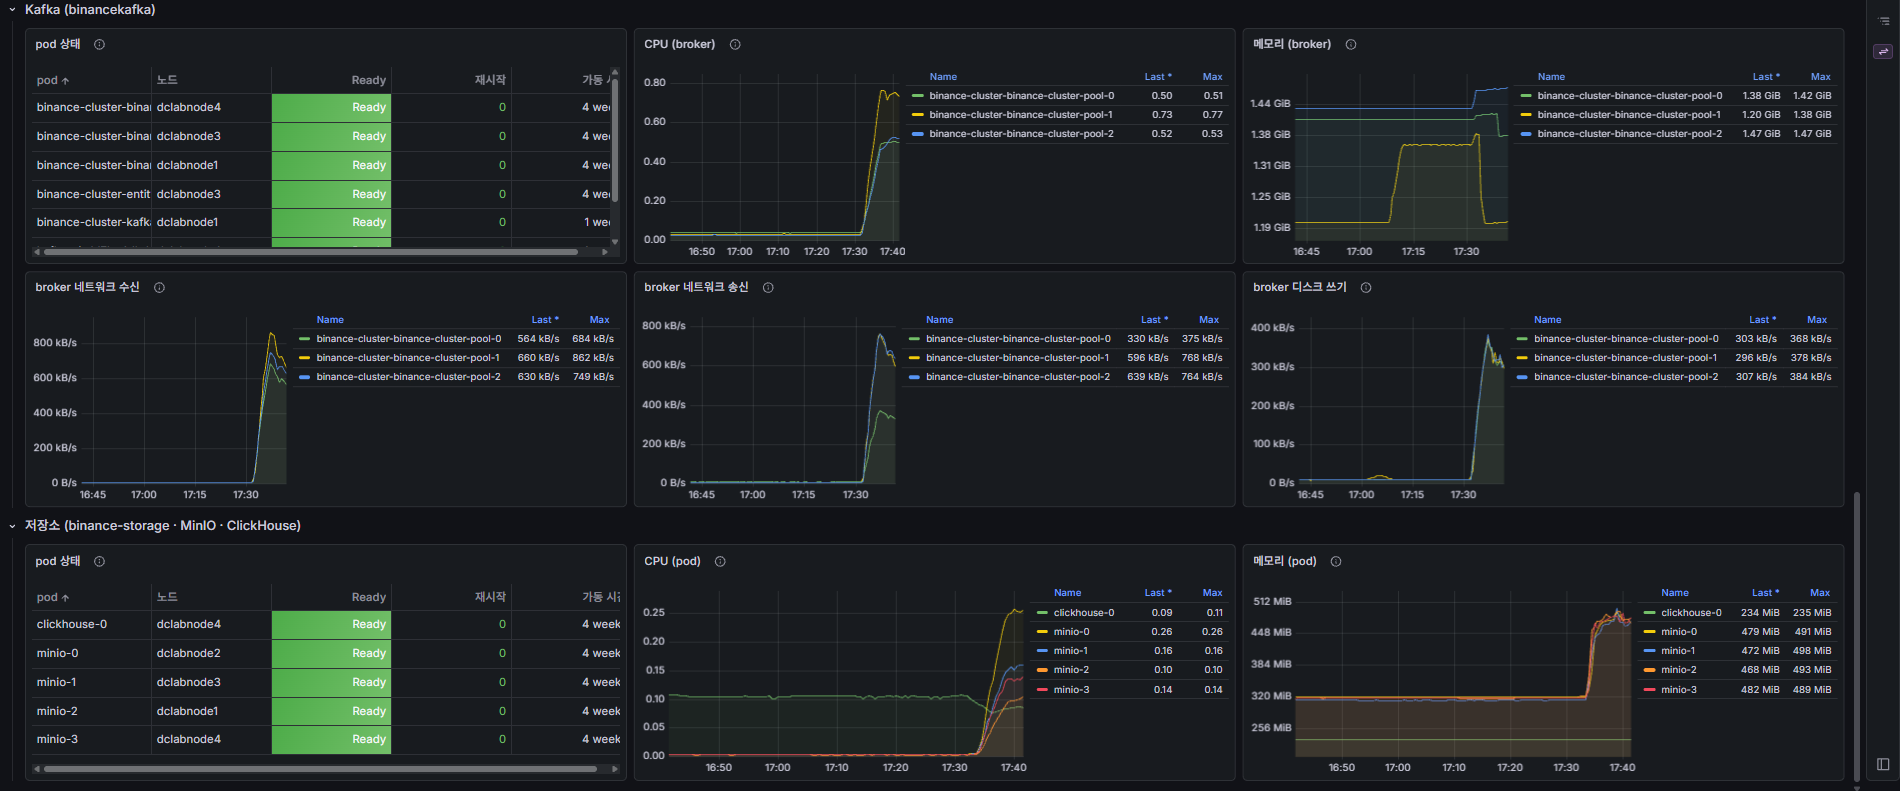 Kafka (binancekafka)
pod 상태
pod ↑ 노드 Ready 재시작 가동
binance-cluster-bina dclabnode4 Ready 0 4 wee
binance-cluster-bina dclabnode3 Ready 0 4 wee
binance-cluster-bina dclabnode1 Ready 0 4 wee
binance-cluster-entit dclabnode3 Ready 0 4 wee
binance-cluster-kafk dclabnode1 Ready 0 1 wee
CPU (broker)
0.80
0.60
0.40
0.20
0.00
16:50 17:00 17:10 17:20 17:30 17:40
Name Last * Max
binance-cluster-binance-cluster-pool-0 0.50 0.51
binance-cluster-binance-cluster-pool-1 0.73 0.77
binance-cluster-binance-cluster-pool-2 0.52 0.53
메모리 (broker)
1.44 GiB
1.38 GiB
1.31 GiB
1.25 GiB
1.19 GiB
16:45 17:00 17:15 17:30
Name Last * Max
binance-cluster-binance-cluster-pool-0 1.38 GiB 1.42 GiB
binance-cluster-binance-cluster-pool-1 1.20 GiB 1.38 GiB
binance-cluster-binance-cluster-pool-2 1.47 GiB 1.47 GiB
broker 네트워크 수신
800 kB/s
600 kB/s
400 kB/s
200 kB/s
0 B/s
16:45 17:00 17:15 17:30
Name Last * Max
binance-cluster-binance-cluster-pool-0 564 kB/s 684 kB/s
binance-cluster-binance-cluster-pool-1 660 kB/s 862 kB/s
binance-cluster-binance-cluster-pool-2 630 kB/s 749 kB/s
broker 네트워크 송신
800 kB/s
600 kB/s
400 kB/s
200 kB/s
0 B/s
16:45 17:00 17:15 17:30
Name Last * Max
binance-cluster-binance-cluster-pool-0 330 kB/s 375 kB/s
binance-cluster-binance-cluster-pool-1 596 kB/s 768 kB/s
binance-cluster-binance-cluster-pool-2 639 kB/s 764 kB/s
broker 디스크 쓰기
400 kB/s
300 kB/s
200 kB/s
100 kB/s
0 B/s
16:45 17:00 17:15 17:30
Name Last * Max
binance-cluster-binance-cluster-pool-0 303 kB/s 368 kB/s
binance-cluster-binance-cluster-pool-1 296 kB/s 378 kB/s
binance-cluster-binance-cluster-pool-2 307 kB/s 384 kB/s
저장소 (binance-storage · MinIO · ClickHouse)
pod 상태
pod ↑ 노드 Ready 재시작 가동 시간
clickhouse-0 dclabnode4 Ready 0 4 week
minio-0 dclabnode2 Ready 0 4 week
minio-1 dclabnode3 Ready 0 4 week
minio-2 dclabnode1 Ready 0 4 week
minio-3 dclabnode4 Ready 0 4 week
CPU (pod)
0.25
0.20
0.15
0.10
0.05
0.00
16:50 17:00 17:10 17:20 17:30 17:40
Name Last * Max
clickhouse-0 0.09 0.11
minio-0 0.26 0.26
minio-1 0.16 0.16
minio-2 0.10 0.10
minio-3 0.14 0.14
메모리 (pod)
512 MiB
448 MiB
384 MiB
320 MiB
256 MiB
16:50 17:00 17:10 17:20 17:30 17:40
Name Last * Max
clickhouse-0 234 MiB 235 MiB
minio-0 479 MiB 491 MiB
minio-1 472 MiB 498 MiB
minio-2 468 MiB 493 MiB
minio-3 482 MiB 489 MiB